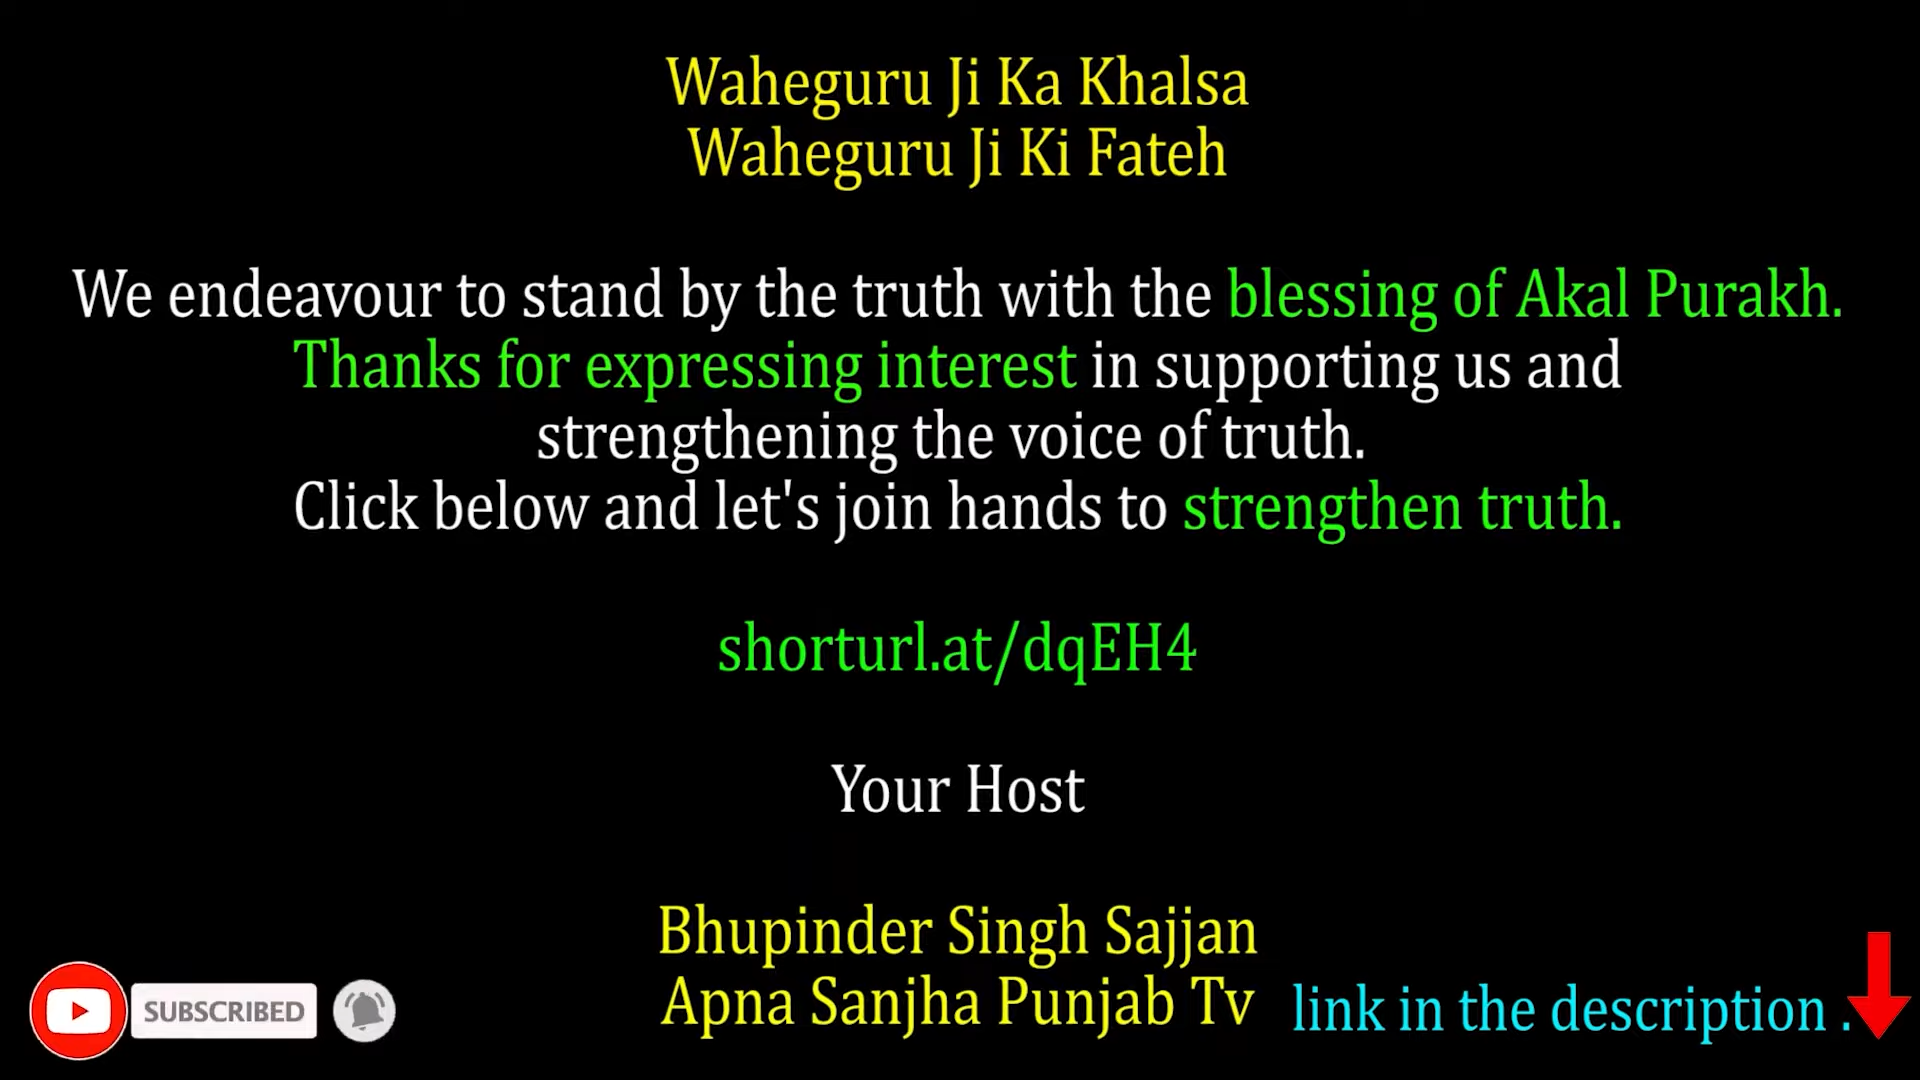 Waheguru Ji Ka Khalsa
Waheguru Ji Ki Fateh
We endeavour to stand by the truth with the blessing of Akal Purakh.
Thanks for expressing interest in supporting us and
strengthening the voice of truth.
Click below and let's join hands to strengthen truth.
shorturl.at/dqEH4
Your Host
Bhupinder Singh Sajjan
Apna Sanjha Punjab Tv
link in the description .
SUBSCRIBED